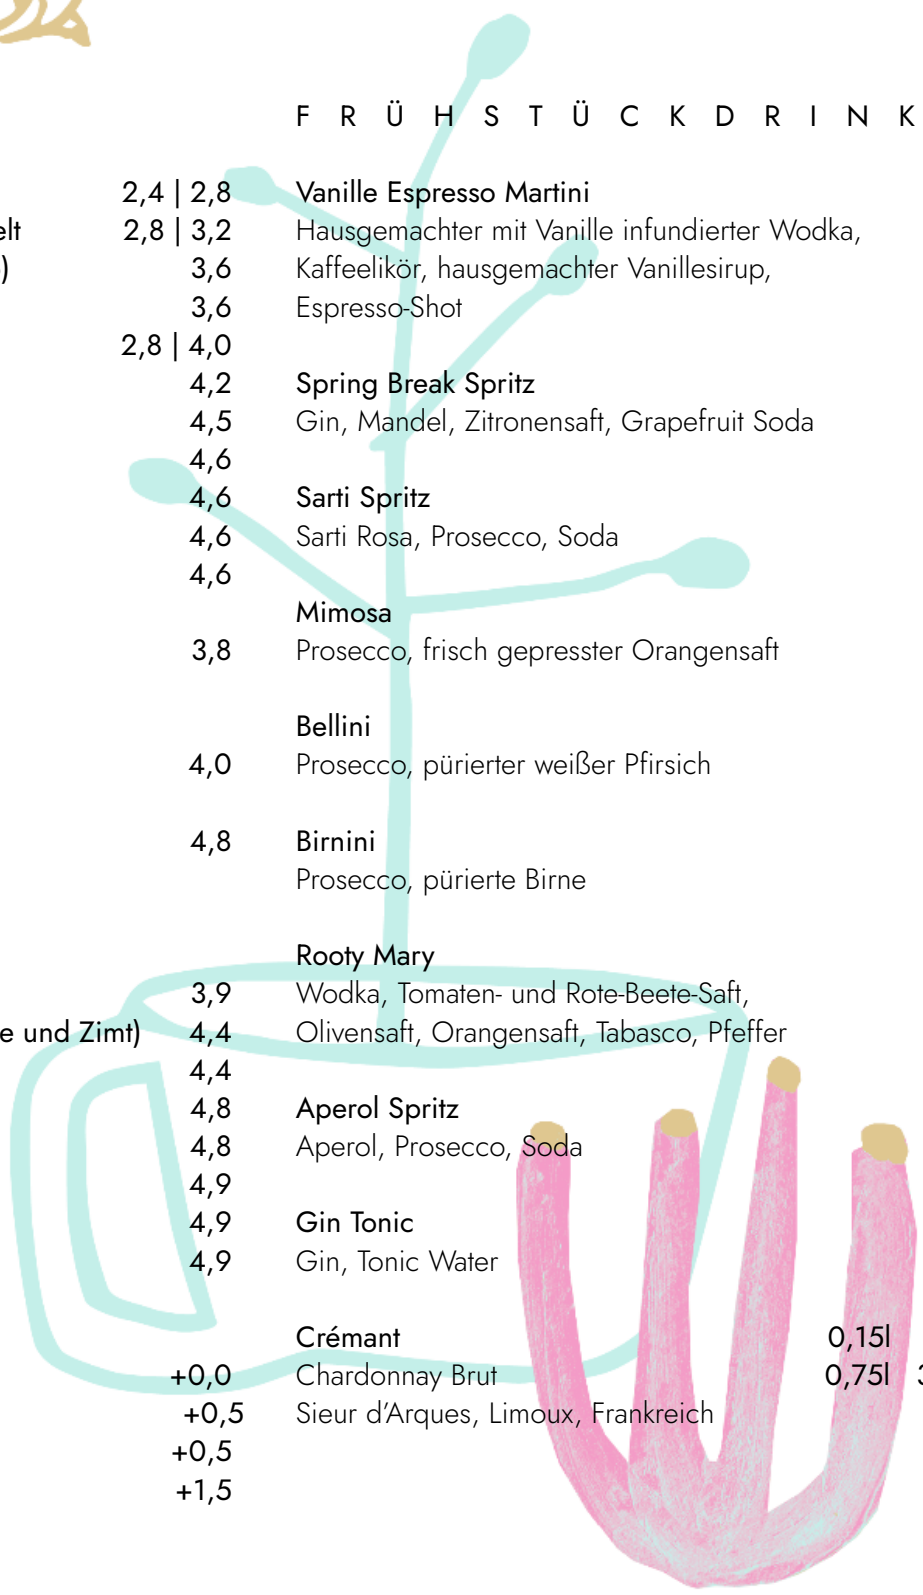 FRÜHSTÜCKDRINK
2,4 | 2,8
elt 2,8 | 3,2
) 3,6
3,6
2,8 | 4,0
4,2
4,5
4,6
4,6
4,6
4,6
3,8
4,0
4,8
3,9
e und Zimt) 4,4
4,4
4,8
4,8
4,9
4,9
4,9
+0,0
+0,5
+0,5
+1,5
Vanille Espresso Martini
Hausgemachter mit Vanille infundierter Wodka,
Kaffeelikör, hausgemachter Vanillesirup,
Espresso-Shot
Spring Break Spritz
Gin, Mandel, Zitronensaft, Grapefruit Soda
Sarti Spritz
Sarti Rosa, Prosecco, Soda
Mimosa
Prosecco, frisch gepresster Orangensaft
Bellini
Prosecco, pürierter weißer Pfirsich
Birnini
Prosecco, pürierte Birne
Rooty Mary
Wodka, Tomaten- und Rote-Beete-Saft,
Olivensaft, Orangensaft, Tabasco, Pfeffer
Aperol Spritz
Aperol, Prosecco, Soda
Gin Tonic
Gin, Tonic Water
Crémant 0,15l
Chardonnay Brut 0,75l
Sieur d’Arques, Limoux, Frankreich